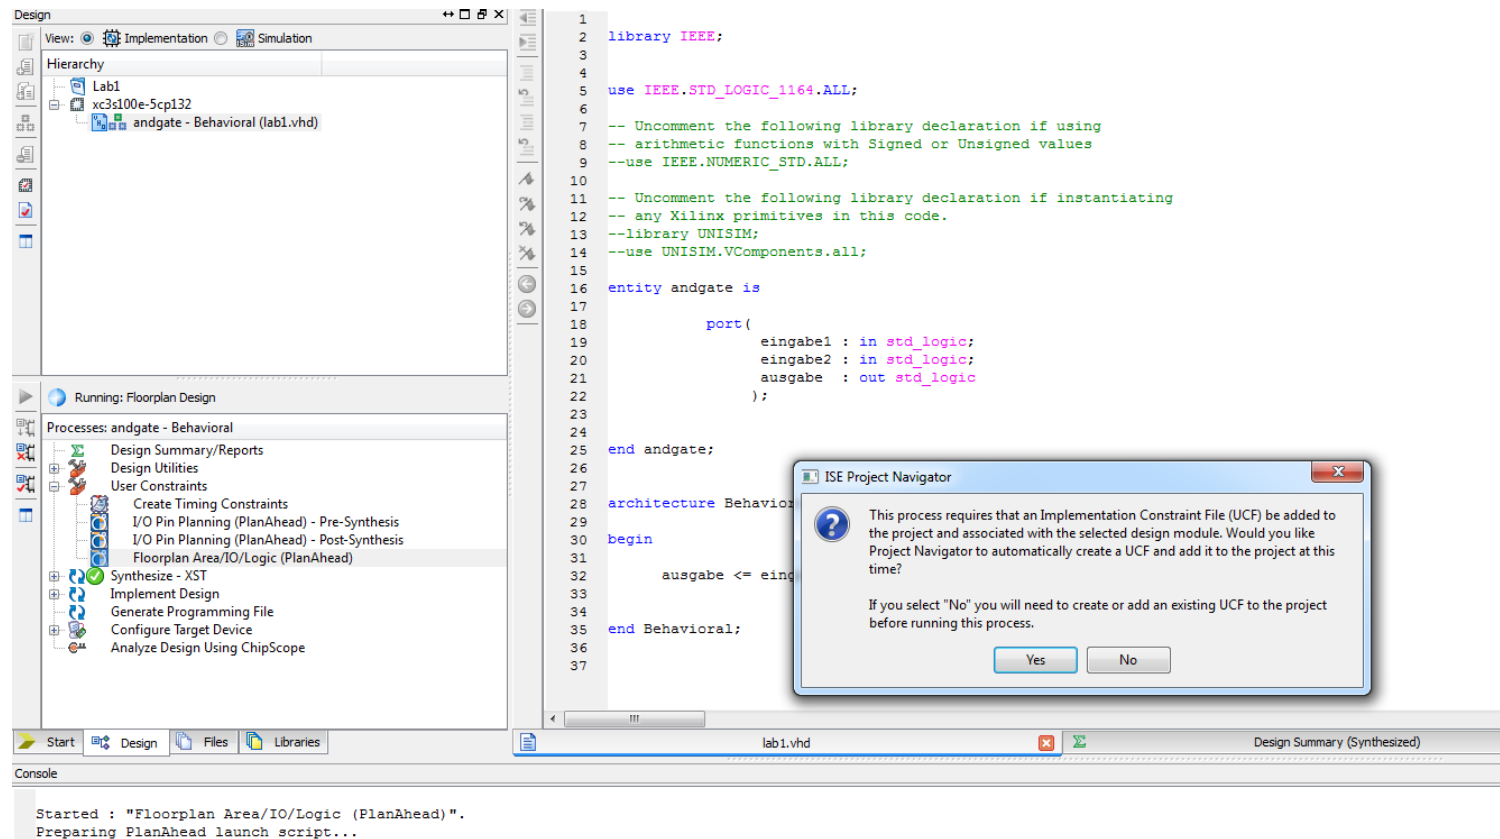 Design
View: Implementation Simulation
Hierarchy
Lab1
xc3s100e-5cp132
andgate - Behavioral (lab1.vhd)
Running: Floorplan Design
Processes: andgate - Behavioral
Design Summary/Reports
Design Utilities
User Constraints
Create Timing Constraints
I/O Pin Planning (PlanAhead) - Pre-Synthesis
I/O Pin Planning (PlanAhead) - Post-Synthesis
Floorplan Area/IO/Logic (PlanAhead)
Synthesize - XST
Implement Design
Generate Programming File
Configure Target Device
Analyze Design Using ChipScope
Start Design Files Libraries
1
2 library IEEE;
3
4
5 use IEEE.STD_LOGIC_1164.ALL;
6
7 -- Uncomment the following library declaration if using
8 -- arithmetic functions with Signed or Unsigned values
9 --use IEEE.NUMERIC_STD.ALL;
10
11 -- Uncomment the following library declaration if instantiating
12 -- any Xilinx primitives in this code.
13 --library UNISIM;
14 --use UNISIM.VComponents.all;
15
16 entity andgate is
17
18 port(
19 eingabe1 : in std_logic;
20 eingabe2 : in std_logic;
21 ausgabe : out std_logic
22 );
23
24
25 end andgate;
26
27
28 architecture Behavior
29
30 begin
31
32 ausgabe <= eing
33
34
35 end Behavioral;
36
37
ISE Project Navigator
This process requires that an Implementation Constraint File (UCF) be added to
the project and associated with the selected design module. Would you like
Project Navigator to automatically create a UCF and add it to the project at this
time?
If you select "No" you will need to create or add an existing UCF to the project
before running this process.
Yes No
lab1.vhd Design Summary (Synthesized)
Console
Started : "Floorplan Area/IO/Logic (PlanAhead)".
Preparing PlanAhead launch script...